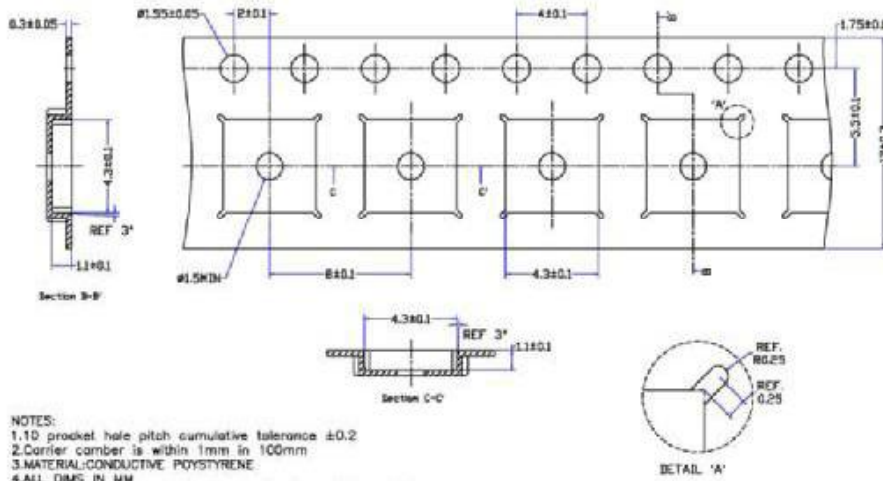 0.3±0.05
Ø1.55±0.05
2±0.1
4±0.1
B
1.75±0.1
'A'
5.5±0.1
4.3±0.1
C
C'
REF 3°
1.1±0.1
Section B-B'
Ø1.5MIN
8±0.1
4.3±0.1
B
4.3±0.1
REF 3°
1.1±0.1
Section C-C'
REF.
R0.25
REF.
0.25
DETAIL 'A'
NOTES:
1.10 procket hole pitch cumulative tolerance ±0.2
2.Carrier camber is within 1mm in 100mm
3.MATERIAL:CONDUCTIVE POYSTYRENE
4.ALL DIMS IN MM